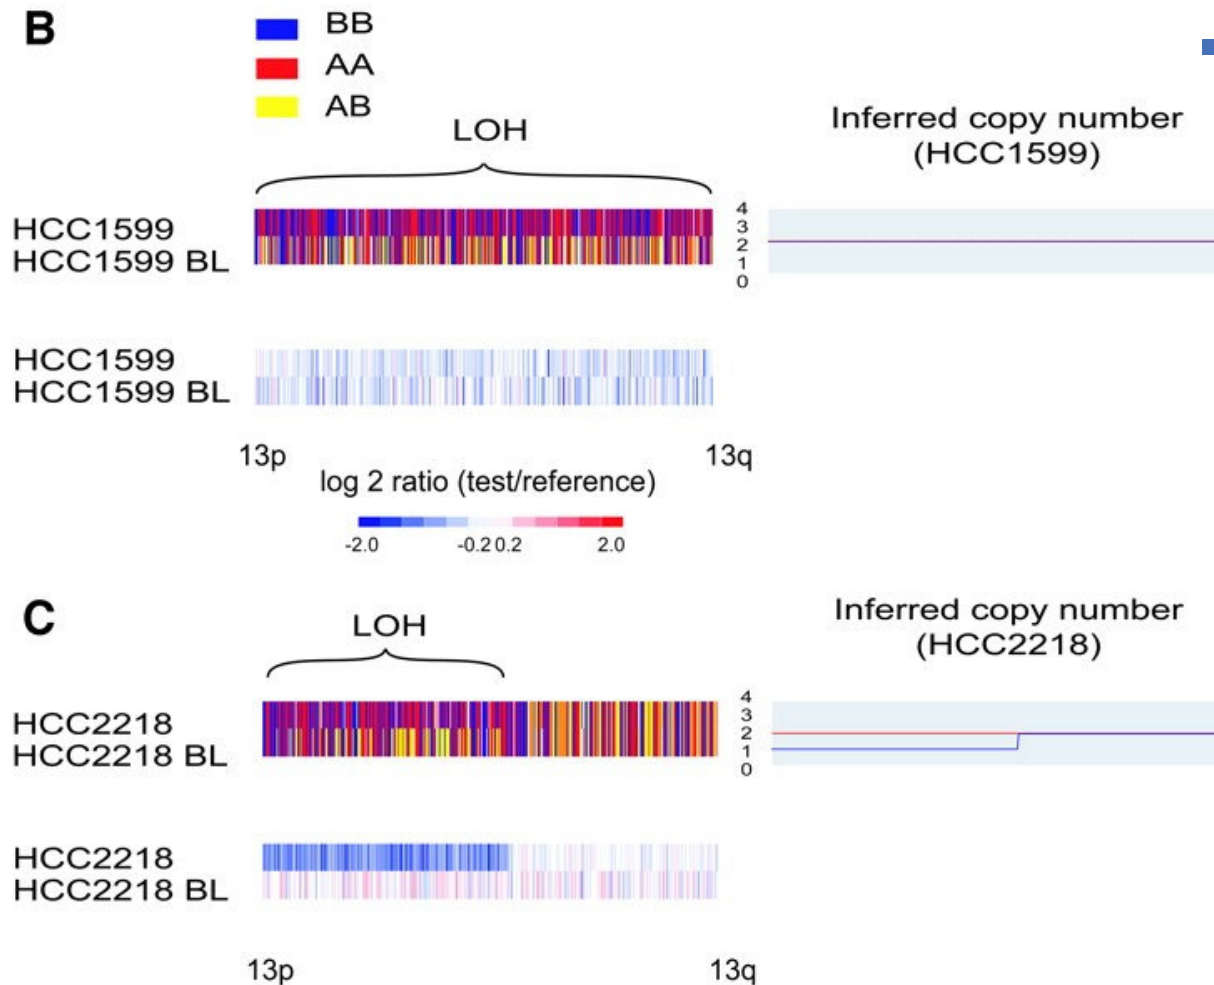 B
BB
AA
AB
LOH
Inferred copy number
(HCC1599)
HCC1599
HCC1599 BL
4
3
2
1
0
HCC1599
HCC1599 BL
13p
13q
log 2 ratio (test/reference)
-2.0
-0.2
0.2
2.0
C
LOH
Inferred copy number
(HCC2218)
HCC2218
HCC2218 BL
4
3
2
1
0
HCC2218
HCC2218 BL
13p
13q